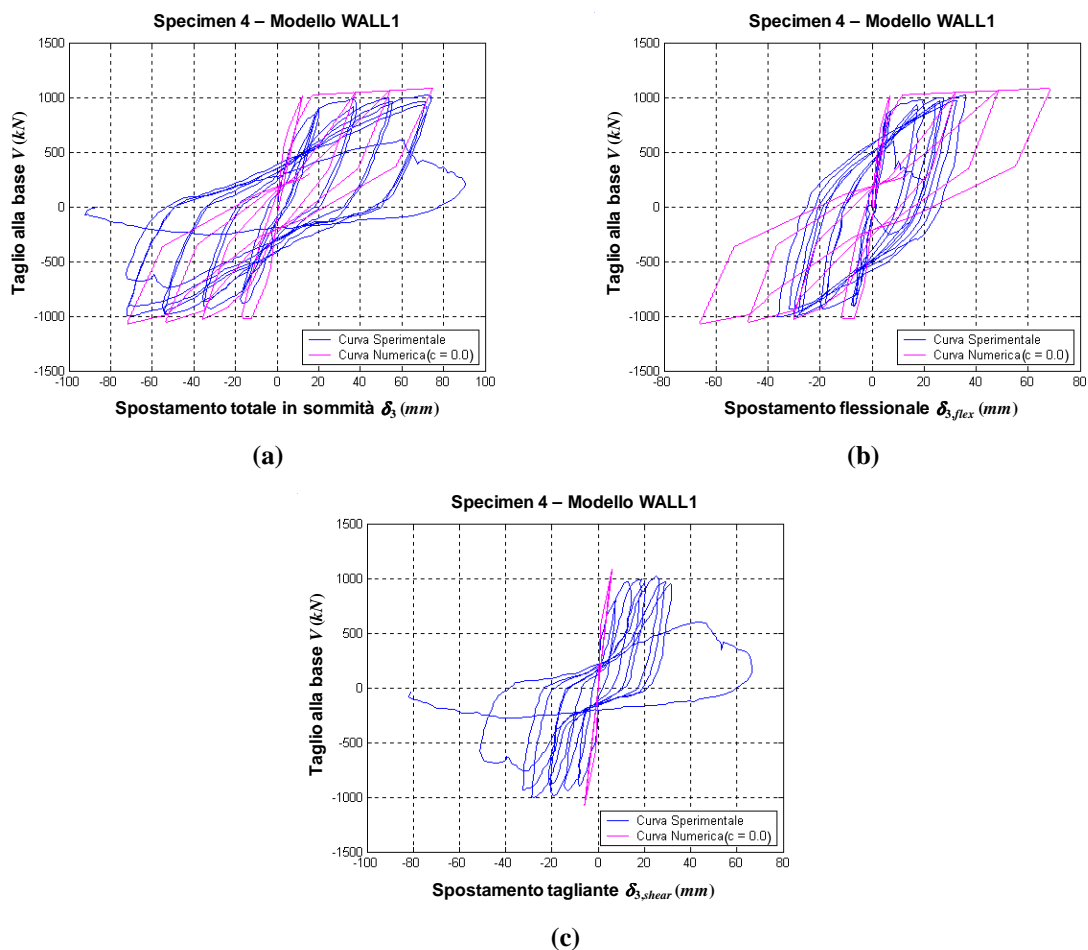 Specimen 4 – Modello WALL1
1500
1000
500
0
-500
-1000
-1500
-100 -80 -60 -40 -20 0 20 40 60 80 100
Taglio alla base V (kN)
Curva Sperimentale
Curva Numerica(c = 0.0)
Spostamento totale in sommità δ3 (mm)
(a)
Specimen 4 – Modello WALL1
1500
1000
500
0
-500
-1000
-1500
-80 -60 -40 -20 0 20 40 60 80
Taglio alla base V (kN)
Curva Sperimentale
Curva Numerica(c = 0.0)
Spostamento flessionale δ3,flex (mm)
(b)
Specimen 4 – Modello WALL1
1500
1000
500
0
-500
-1000
-1500
-100 -80 -60 -40 -20 0 20 40 60 80
Taglio alla base V (kN)
Curva Sperimentale
Curva Numerica(c = 0.0)
Spostamento tagliante δ3,shear (mm)
(c)